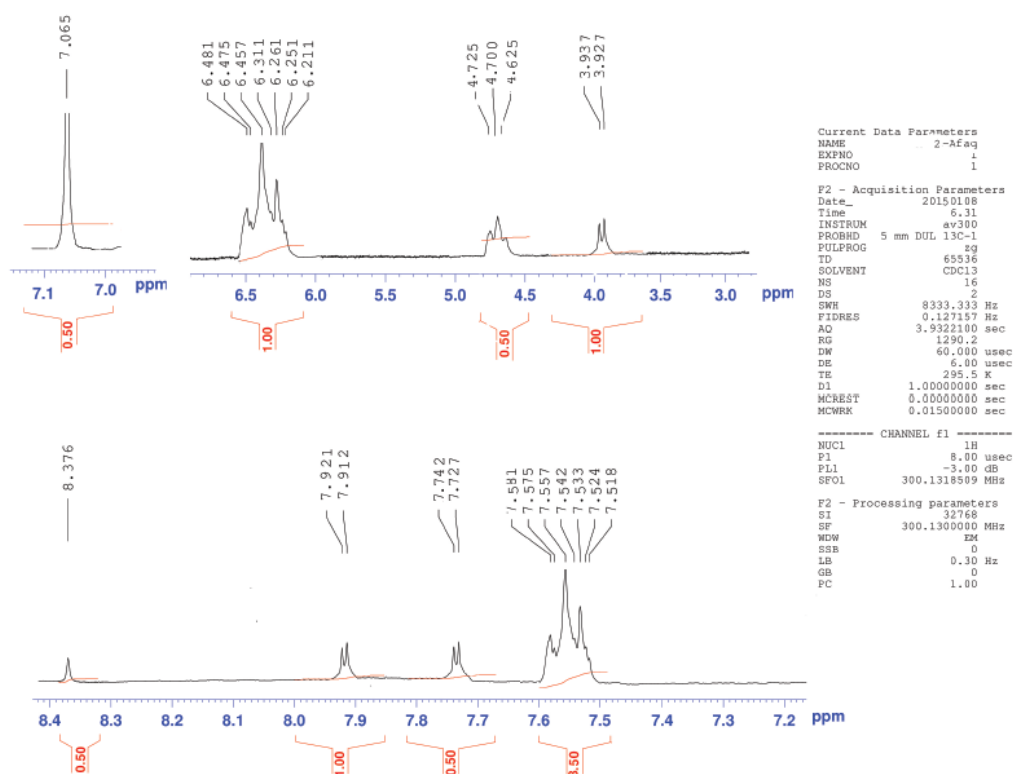 7.065
6.481
6.475
6.457
6.311
6.261
6.251
6.211
4.725
4.700
4.625
3.937
3.927
7.1 7.0 ppm
6.5 6.0 5.5 5.0 4.5 4.0 3.5 3.0 ppm
0.50
1.00
0.50
1.00
8.376
7.921
7.912
7.742
7.727
7.581
7.575
7.557
7.542
7.533
7.524
7.518
8.4 8.3 8.2 8.1 8.0 7.9 7.8 7.7 7.6 7.5 7.4 7.3 7.2 ppm
0.50
1.00
0.50
3.50
Current Data Parameters
NAME 2-Afaq
EXPNO
PROCNO 1
F2 - Acquisition Parameters
Date_ 20150108
Time 6.31
INSTRUM av300
PROBHD 5 mm DUL 13C-1
PULPROG zg
TD 65536
SOLVENT CDCl3
NS 16
DS 2
SWH 8333.333 Hz
FIDRES 0.127157 Hz
AQ 3.9322100 sec
RG 1290.2
DW 60.000 usec
DE 6.00 usec
TE 295.5 K
D1 1.00000000 sec
MCREST 0.00000000 sec
MCWRK 0.01500000 sec
======== CHANNEL f1 ========
NUC1 1H
P1 8.00 usec
PL1 -3.00 dB
SFO1 300.1318509 MHz
F2 - Processing parameters
SI 32768
SF 300.1300000 MHz
WDW EM
SSB 0
LB 0.30 Hz
GB 0
PC 1.00